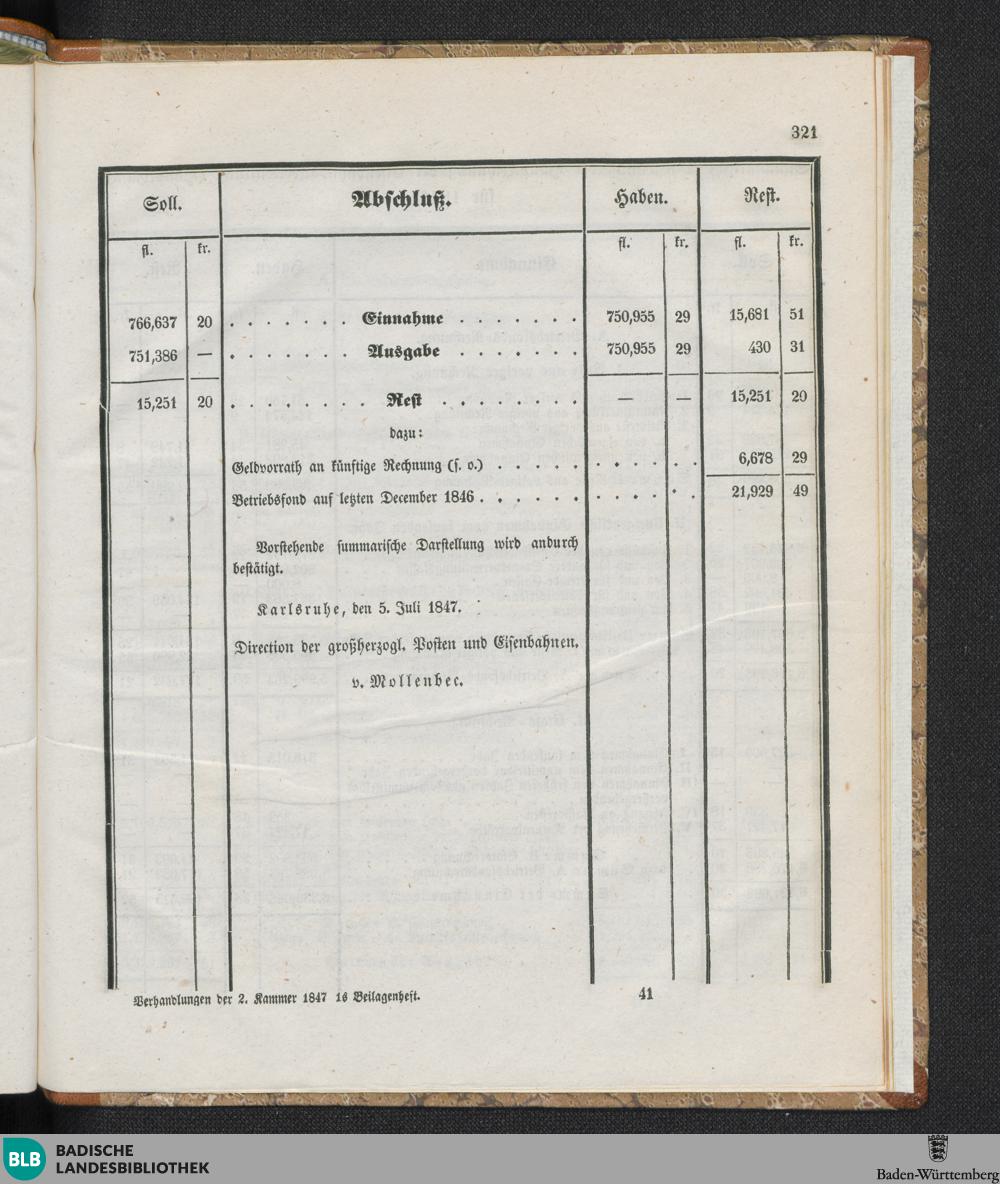 321
Soll. Abschluß. Haben. Rest.
fl. kr. fl. kr. fl. kr.
766,637 20 . . . . . . . Einnahme . . . . . . . 750,955 29 15,681 51
751,386 — . . . . . . . Ausgabe . . . . . . . 750,955 29 430 31
15,251 20 . . . . . . . . Rest . . . . . . . . — — 15,251 20
dazu:
Geldvorrath an künftige Rechnung (s. o.) . . . . . . . . . . 6,678 29
Betriebsfond auf letzten December 1846 . . . . . . . . . . . 21,929 49
Vorstehende summarische Darstellung wird andurch
bestätigt.
Karlsruhe, den 5. Juli 1847.
Direction der großherzogl. Posten und Eisenbahnen.
v. Mollenbec.
Verhandlungen der 2. Kammer 1847 16 Beilagenheft. 41
BLB BADISCHE
LANDESBIBLIOTHEK
Baden-Württemberg